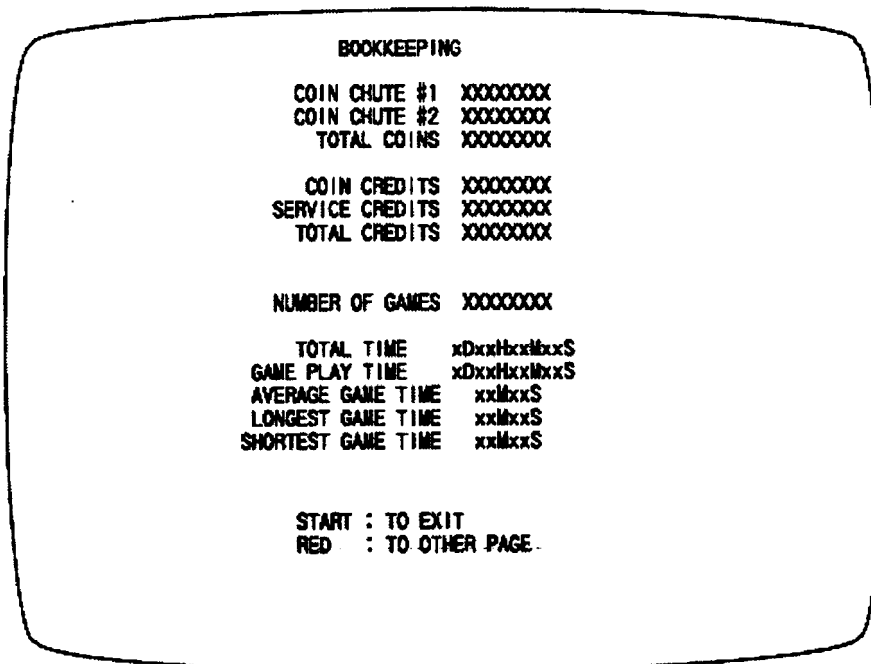 BOOKKEEPING
COIN CHUTE #1 XXXXXXXX
COIN CHUTE #2 XXXXXXXX
TOTAL COINS XXXXXXXX
COIN CREDITS XXXXXXXX
SERVICE CREDITS XXXXXXXX
TOTAL CREDITS XXXXXXXX
NUMBER OF GAMES XXXXXXXX
TOTAL TIME xDxxHxxMxxS
GAME PLAY TIME xDxxHxxMxxS
AVERAGE GAME TIME xxMxxS
LONGEST GAME TIME xxMxxS
SHORTEST GAME TIME xxMxxS
START : TO EXIT
RED : TO OTHER PAGE